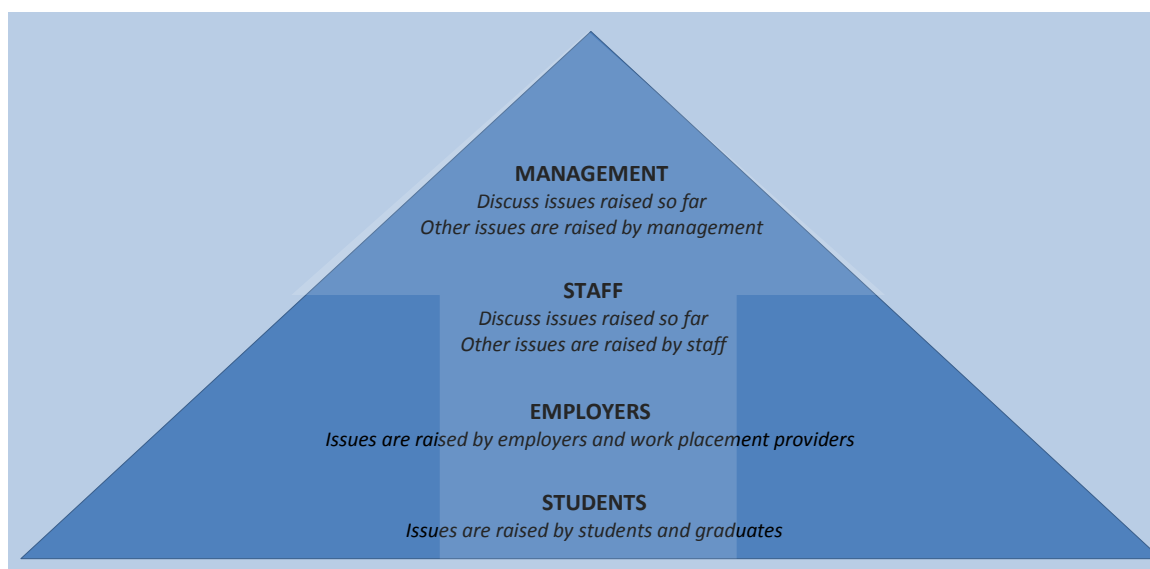 MANAGEMENT
Discuss issues raised so far
Other issues are raised by management
STAFF
Discuss issues raised so far
Other issues are raised by staff
EMPLOYERS
Issues are raised by employers and work placement providers
STUDENTS
Issues are raised by students and graduates